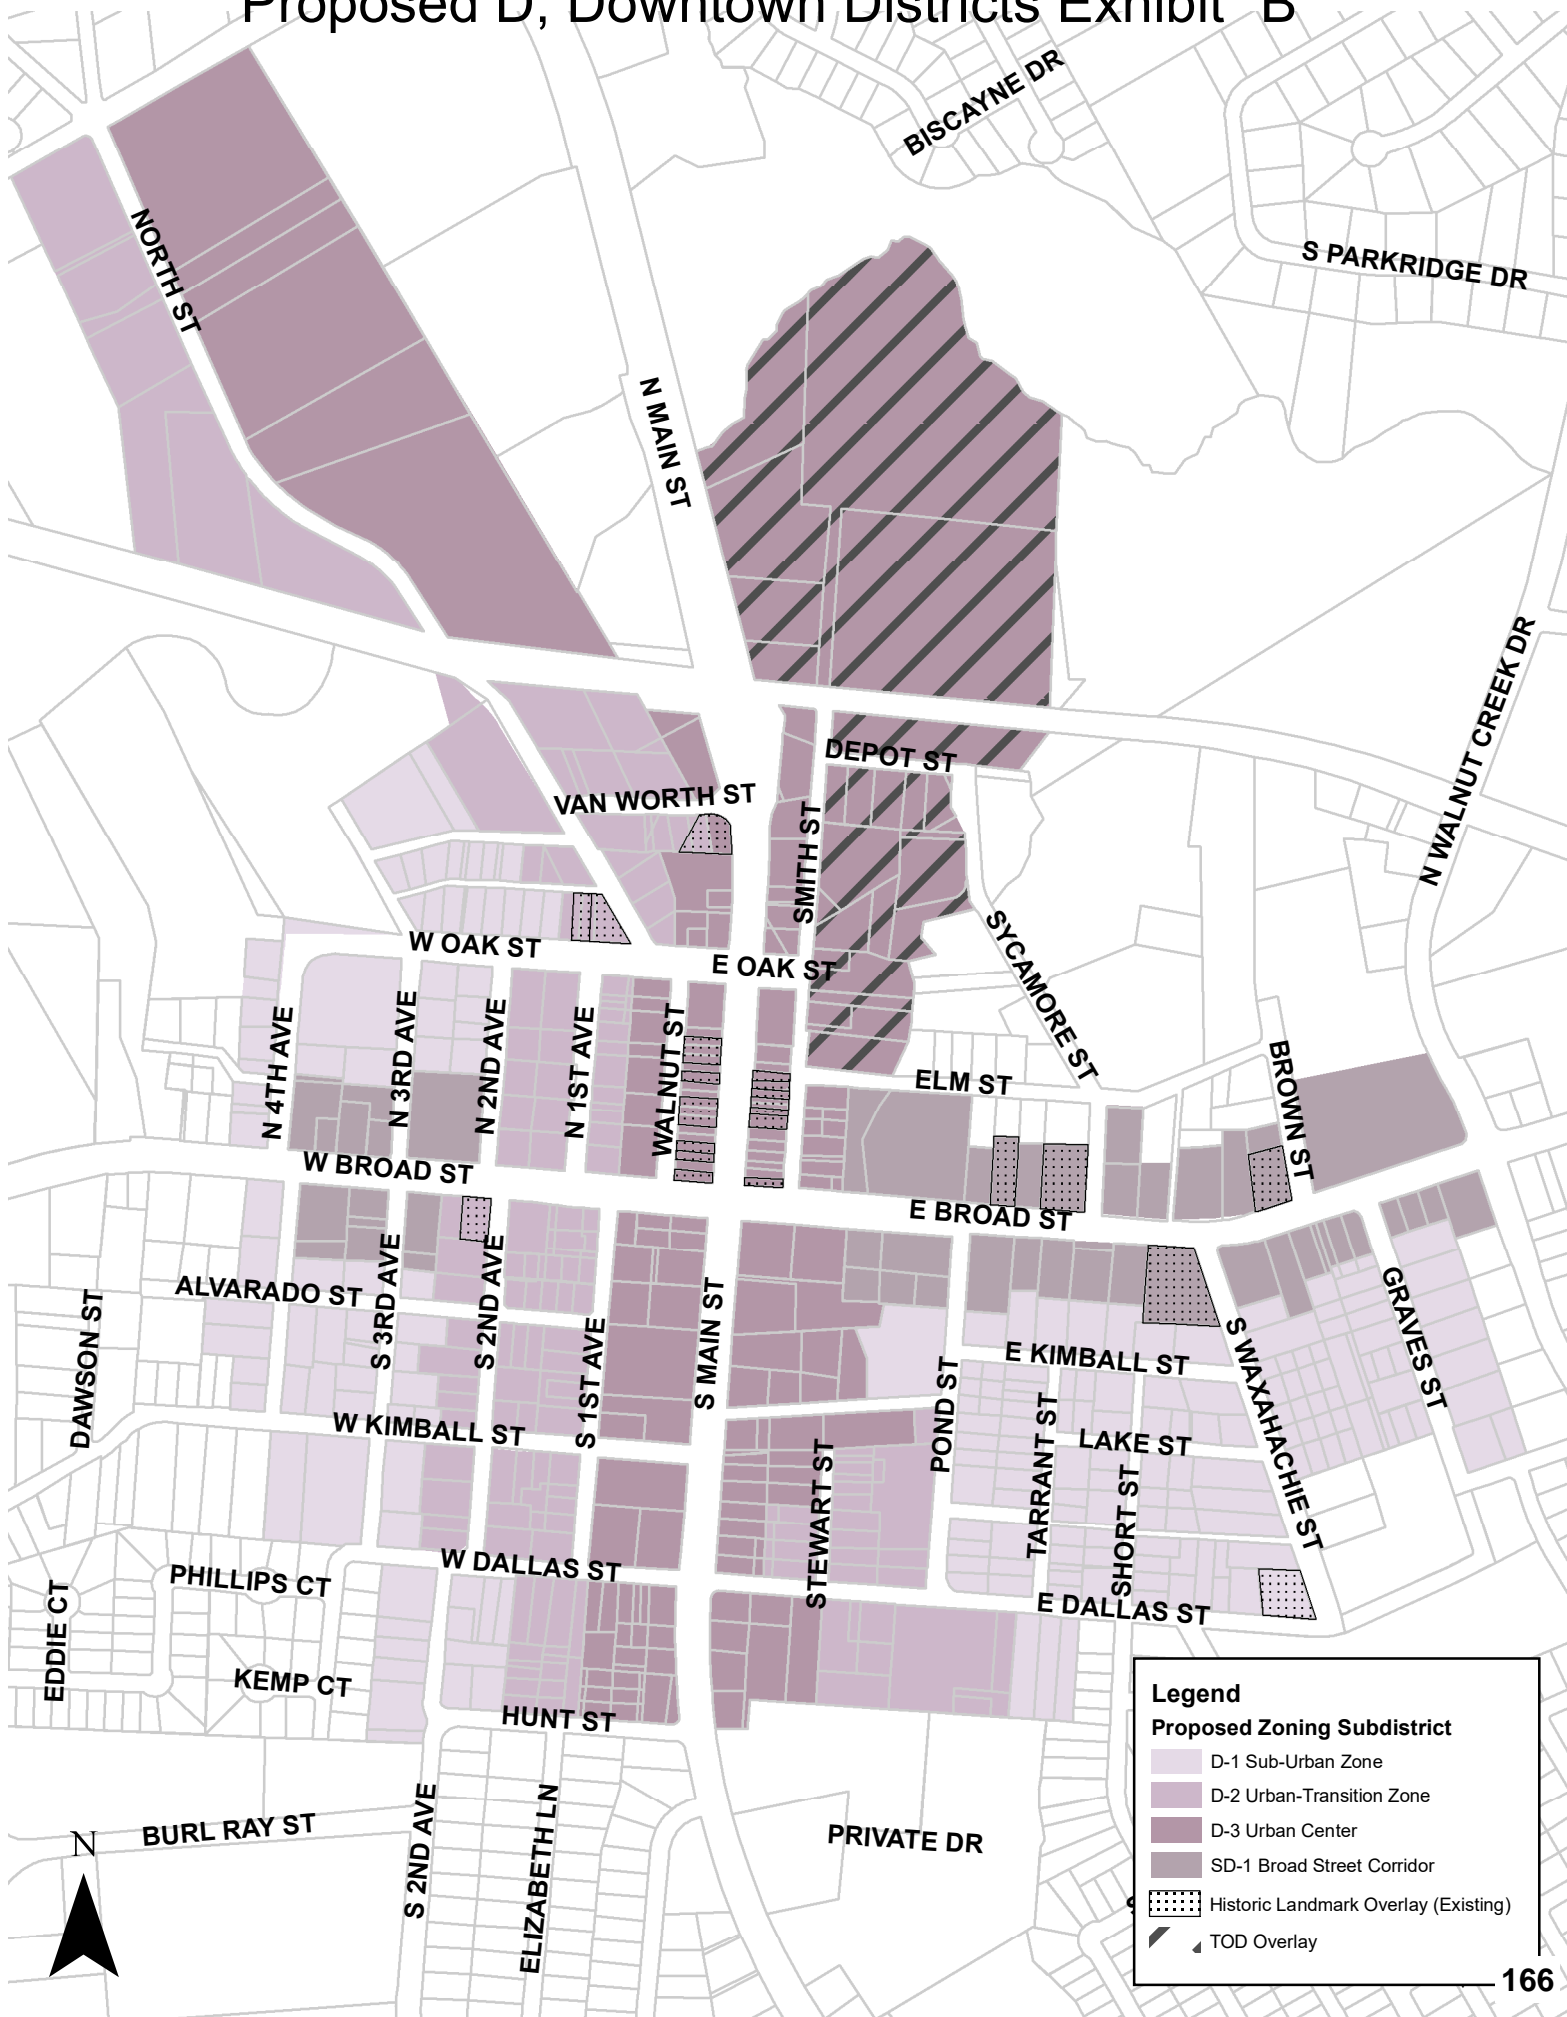 Proposed D, Downtown Districts Exhibit "B"
BISCAYNE DR
S PARKRIDGE DR
NORTH ST
N MAIN ST
N WALNUT CREEK DR
DEPOT ST
VAN WORTH ST
SMITH ST
SYCAMORE ST
W OAK ST
E OAK ST
N 4TH AVE
N 3RD AVE
N 2ND AVE
N 1ST AVE
WALNUT ST
ELM ST
BROWN ST
W BROAD ST
E BROAD ST
ALVARADO ST
DAWSON ST
S 3RD AVE
S 2ND AVE
S 1ST AVE
S MAIN ST
POND ST
E KIMBALL ST
S WAXAHACHIE ST
GRAVES ST
W KIMBALL ST
STEWART ST
TARRANT ST
LAKE ST
SHORT ST
W DALLAS ST
E DALLAS ST
PHILLIPS CT
EDDIE CT
KEMP CT
HUNT ST
S 2ND AVE
ELIZABETH LN
BURL RAY ST
PRIVATE DR
N
Legend
Proposed Zoning Subdistrict
D-1 Sub-Urban Zone
D-2 Urban-Transition Zone
D-3 Urban Center
SD-1 Broad Street Corridor
Historic Landmark Overlay (Existing)
TOD Overlay
166